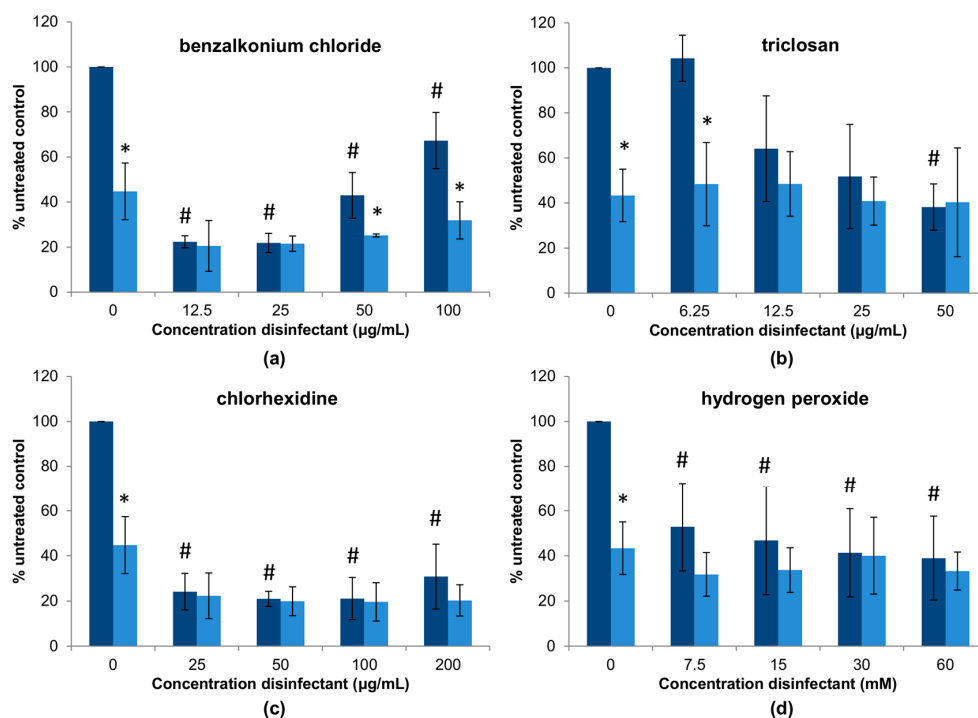 benzalkonium chloride
% untreated control
120
100
80
60
40
20
0
*
#
#
#
*
#
*
0 12.5 25 50 100
Concentration disinfectant (µg/mL)
(a)
triclosan
% untreated control
120
100
80
60
40
20
0
*
*
#
0 6.25 12.5 25 50
Concentration disinfectant (µg/mL)
(b)
chlorhexidine
% untreated control
120
100
80
60
40
20
0
*
#
#
#
#
0 25 50 100 200
Concentration disinfectant (µg/mL)
(c)
hydrogen peroxide
% untreated control
120
100
80
60
40
20
0
*
#
#
#
#
0 7.5 15 30 60
Concentration disinfectant (mM)
(d)